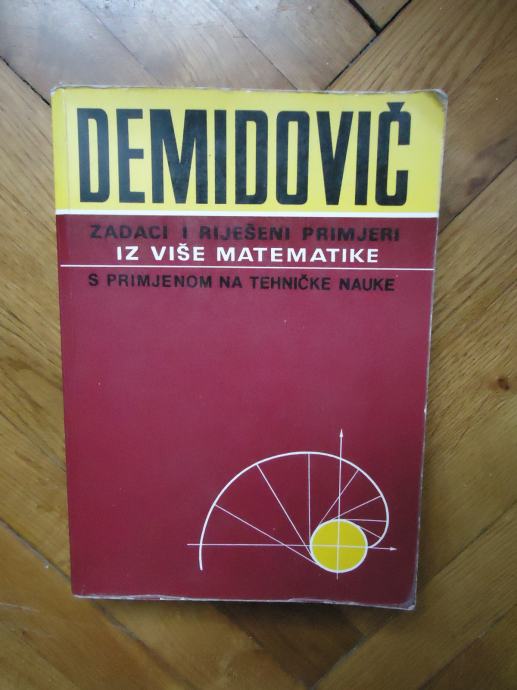 DEMIDOVIČ
ZADACI I RIJEŠENI PRIMJERI
IZ VIŠE MATEMATIKE
S PRIMJENOM NA TEHNIČKE NAUKE